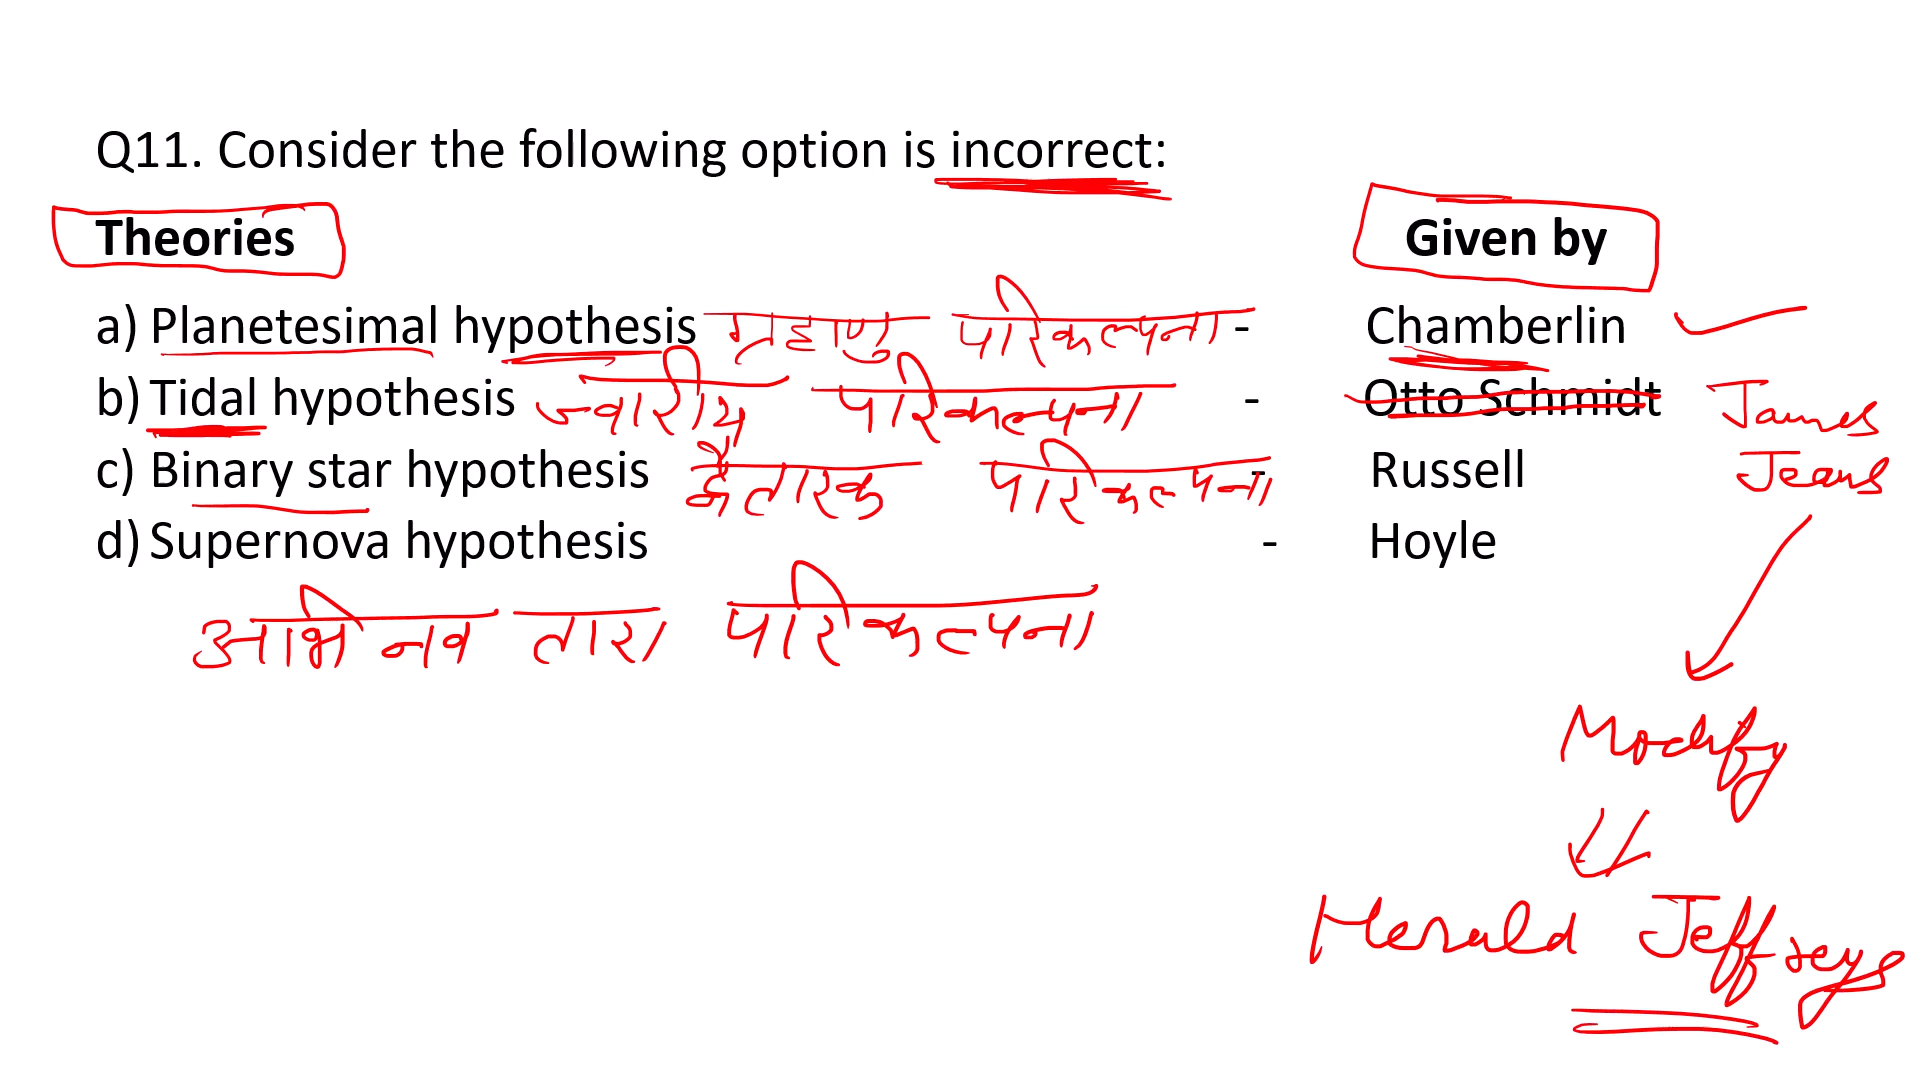 Q11. Consider the following option is incorrect:
Theories Given by
a) Planetesimal hypothesis ग्रहाणु परिकल्पना - Chamberlin
b) Tidal hypothesis ज्वारीय परिकल्पना - Otto Schmidt James
c) Binary star hypothesis द्वैतारक परिकल्पना - Russell Jeans
d) Supernova hypothesis - Hoyle
अभिनव तारा परिकल्पना
Modify
Herald Jeffreys